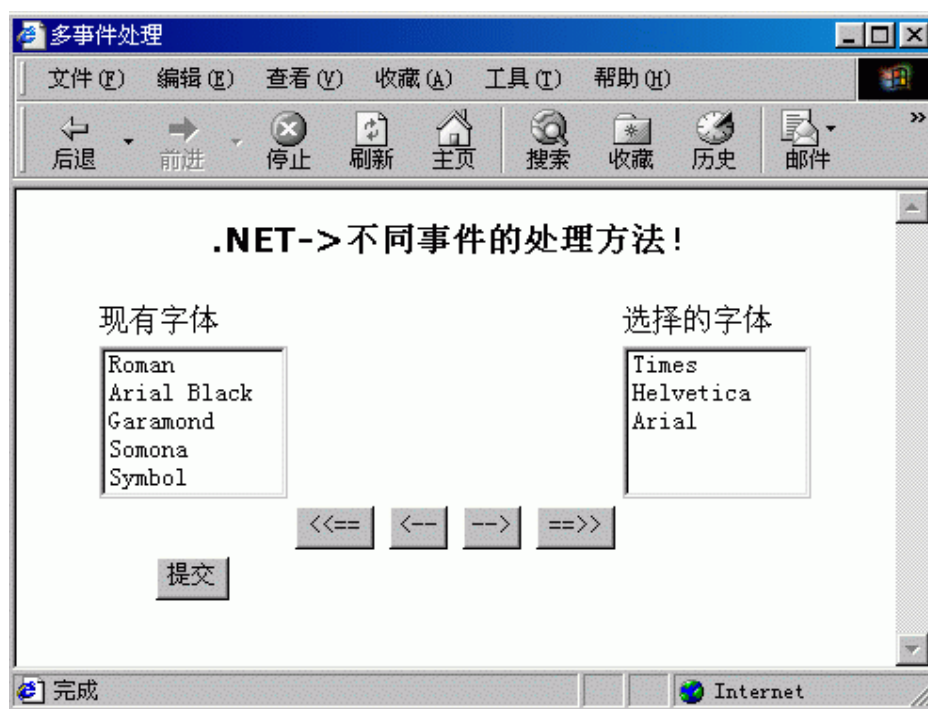 多事件处理
文件(F) 编辑(E) 查看(V) 收藏(A) 工具(T) 帮助(H)
后退 前进 停止 刷新 主页 搜索 收藏 历史 邮件 »
.NET->不同事件的处理方法!
现有字体 选择的字体
Roman Times
Arial Black Helvetica
Garamond Arial
Somona
Symbol
<<== <-- --> ==>>
提交
完成 Internet